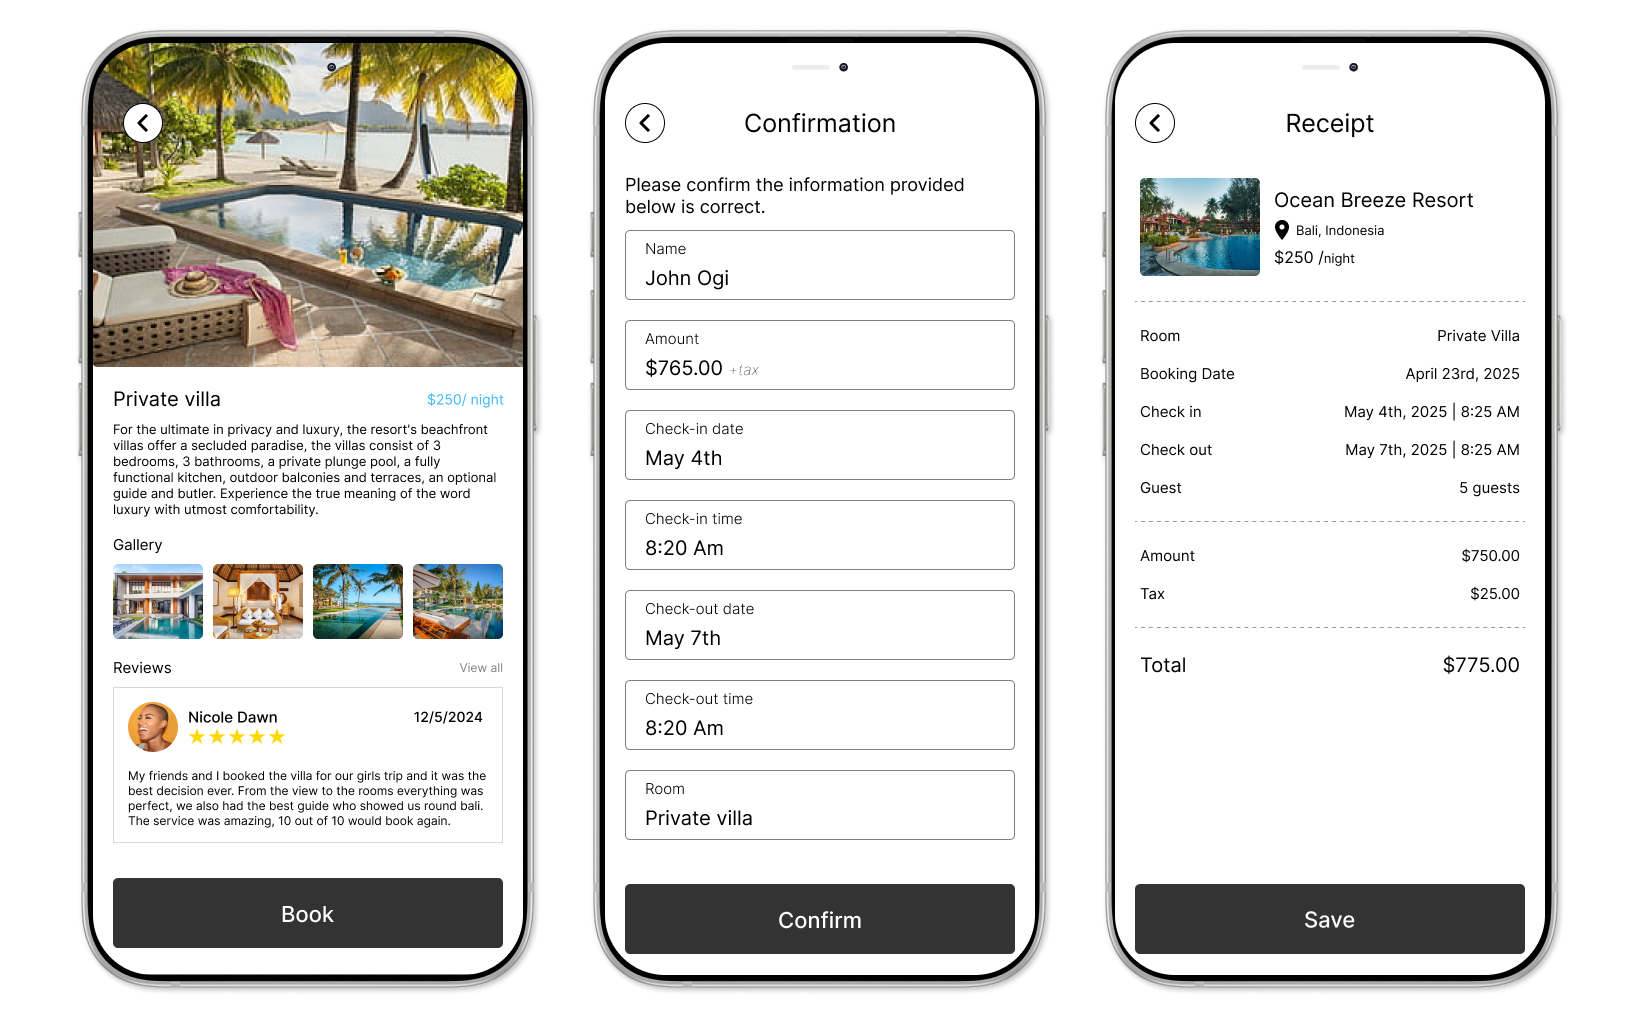 Private villa
$250/ night
For the ultimate in privacy and luxury, the resort's beachfront
villas offer a secluded paradise, the villas consist of 3
bedrooms, 3 bathrooms, a private plunge pool, a fully
functional kitchen, outdoor balconies and terraces, an optional
guide and butler. Experience the true meaning of the word
luxury with utmost comfortability.
Gallery
Reviews
View all
Nicole Dawn
12/5/2024
My friends and I booked the villa for our girls trip and it was the
best decision ever. From the view to the rooms everything was
perfect, we also had the best guide who showed us round bali.
The service was amazing, 10 out of 10 would book again.
Book
Confirmation
Please confirm the information provided
below is correct.
Name
John Ogi
Amount
$765.00 +tax
Check-in date
May 4th
Check-in time
8:20 Am
Check-out date
May 7th
Check-out time
8:20 Am
Room
Private villa
Confirm
Receipt
Ocean Breeze Resort
Bali, Indonesia
$250 /night
Room
Private Villa
Booking Date
April 23rd, 2025
Check in
May 4th, 2025 | 8:25 AM
Check out
May 7th, 2025 | 8:25 AM
Guest
5 guests
Amount
$750.00
Tax
$25.00
Total
$775.00
Save